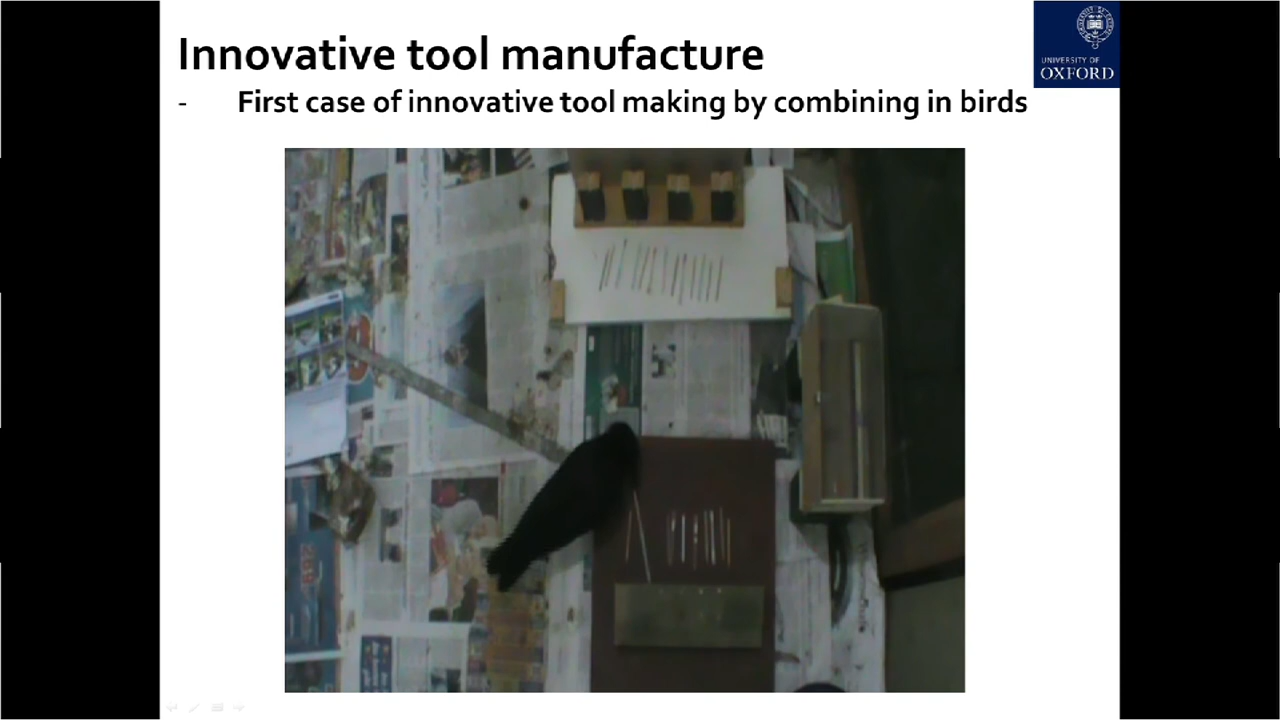 Innovative tool manufacture
- First case of innovative tool making by combining in birds
UNIVERSITY OF
OXFORD